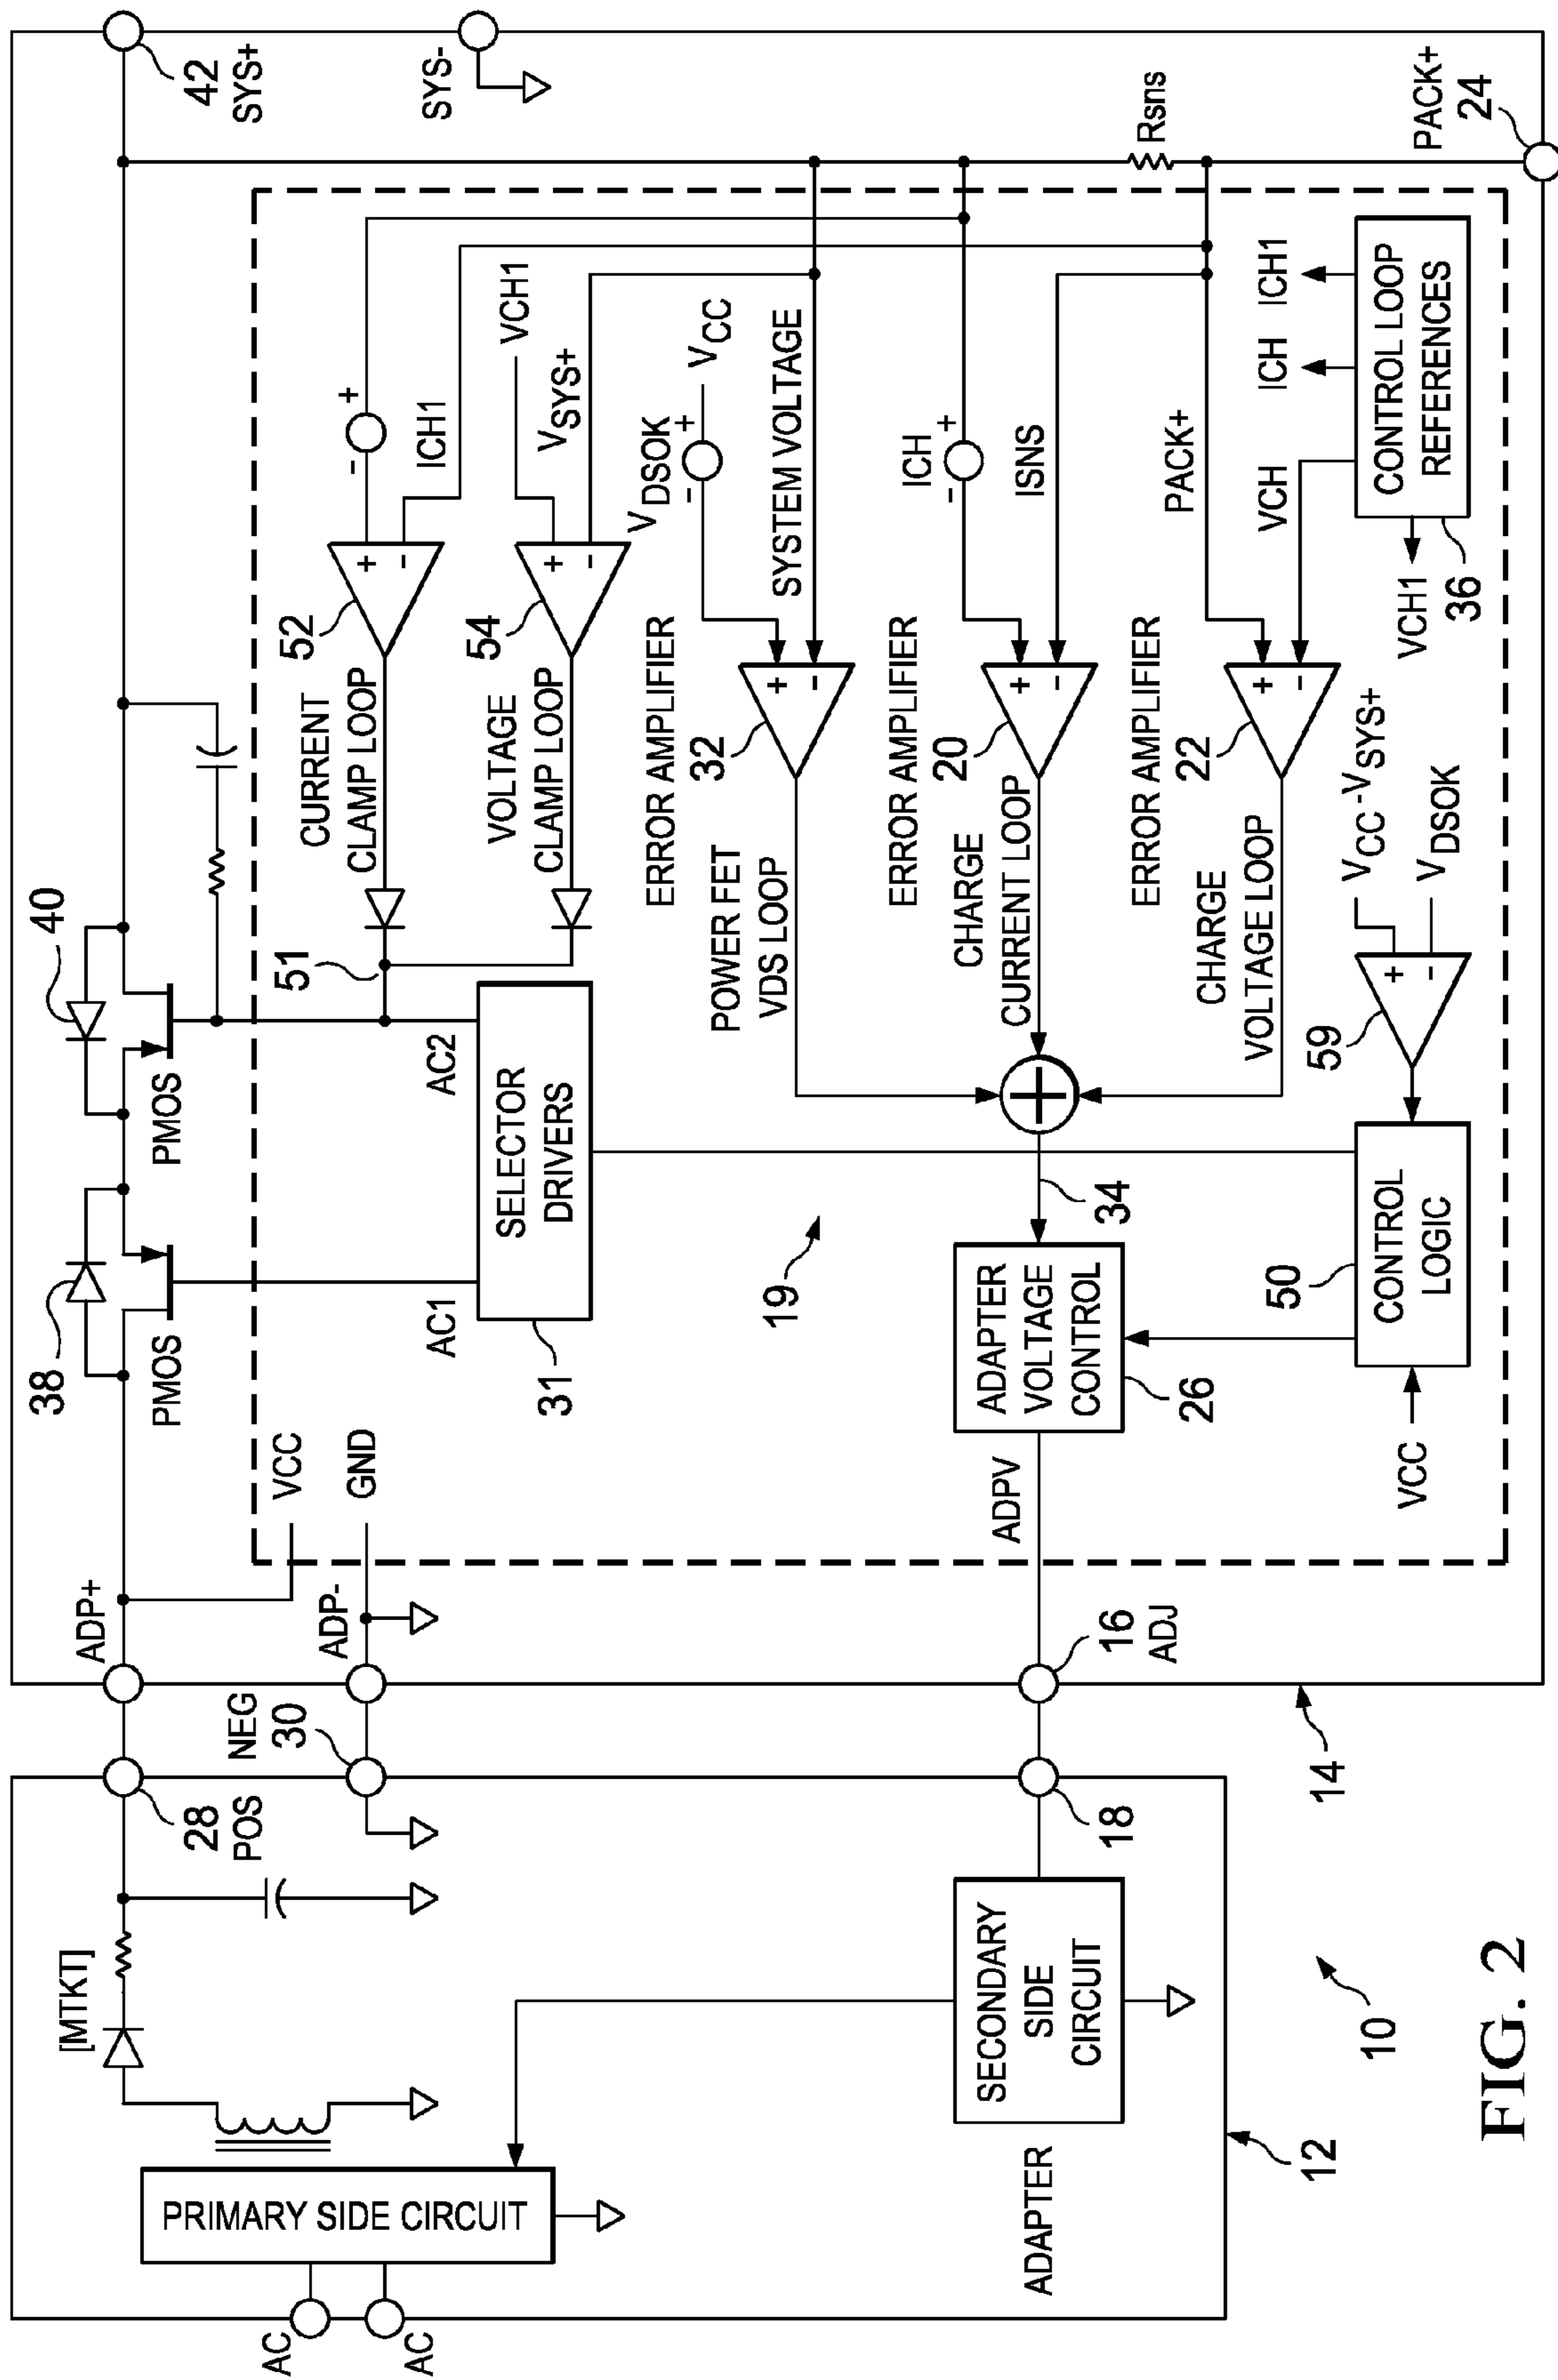 AC
AC
PRIMARY SIDE CIRCUIT
[MTKT]
28
POS
NEG
30
ADAPTER
SECONDARY
SIDE
CIRCUIT
18
12
10
ADP+
ADP-
16
ADJ
14
VCC
GND
ADPV
38
PMOS
40
PMOS
AC1
AC2
SELECTOR
DRIVERS
31
51
CURRENT
CLAMP LOOP
52
VOLTAGE
CLAMP LOOP
54
+
-
+
-
- +
ICH1
VCH1
VSYS+
ERROR AMPLIFIER
32
POWER FET
VDS LOOP
+
-
VDSOK
- +
VCC
SYSTEM VOLTAGE
ERROR AMPLIFIER
20
CHARGE
CURRENT LOOP
+
-
ICH
- +
ISNS
ERROR AMPLIFIER
22
CHARGE
VOLTAGE LOOP
+
-
PACK+
VCH
19
34
ADAPTER
VOLTAGE
CONTROL
26
VCC
CONTROL
LOGIC
50
59
+
-
VCC-VSYS+
VDSOK
VCH1
36
CONTROL LOOP
REFERENCES
ICH
ICH1
Rsns
42
SYS+
SYS-
PACK+
24
FIG. 2